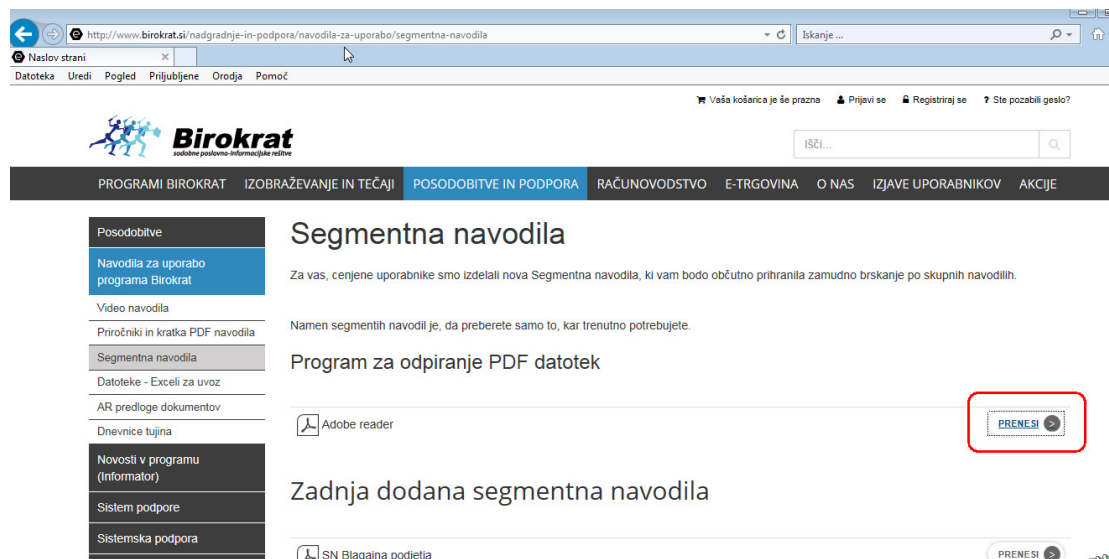 http://www.birokrat.si/nadgradnje-in-podpora/navodila-za-uporabo/segmentna-navodila
Iskanje ...
Naslov strani
Datoteka Uredi Pogled Priljubljene Orodja Pomoč
Vaša košarica je še prazna Prijavi se Registriraj se ? Ste pozabili geslo?
Birokrat
sodobne poslovno-informacijske rešitve
Išči...
PROGRAMI BIROKRAT IZOBRAŽEVANJE IN TEČAJI POSODOBITVE IN PODPORA RAČUNOVODSTVO E-TRGOVINA O NAS IZJAVE UPORABNIKOV AKCIJE
Posodobitve
Navodila za uporabo
programa Birokrat
Video navodila
Priročniki in kratka PDF navodila
Segmentna navodila
Datoteke - Exceli za uvoz
AR predloge dokumentov
Dnevnice tujina
Novosti v programu
(Informator)
Sistem podpore
Sistemska podpora
Segmentna navodila
Za vas, cenjene uporabnike smo izdelali nova Segmentna navodila, ki vam bodo občutno prihranila zamudno brskanje po skupnih navodilih.
Namen segmentih navodil je, da preberete samo to, kar trenutno potrebujete.
Program za odpiranje PDF datotek
Adobe reader
PRENESI
Zadnja dodana segmentna navodila
SN Blagajna podjetja
PRENESI